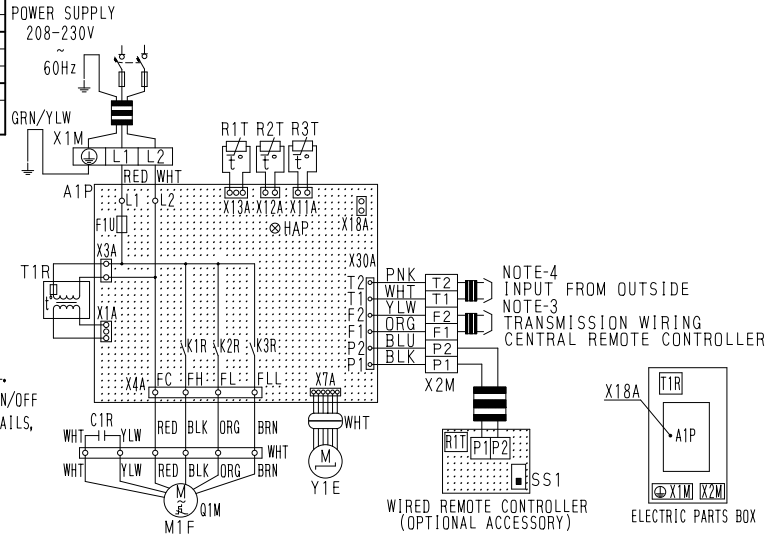 POWER SUPPLY
208-230V
~
60Hz
GRN/YLW
X1M
L1 L2
RED WHT
R1T R2T R3T
t° t° t°
A1P
L1 L2
X13A X12A X11A
X18A
F1U
HAP
X3A
T1R
t°
X1A
X30A
T2 PNK T2
T1 WHT T1
F2 YLW F2
F1 ORG F1
P2 BLU P2
P1 BLK P1
X2M
NOTE-4
INPUT FROM OUTSIDE
NOTE-3
TRANSMISSION WIRING
CENTRAL REMOTE CONTROLLER
K1R K2R K3R
X4A FC FH FL FLL
X7A
N/OFF
AILS,
C1R
WHT YLW RED BLK ORG BRN
WHT
WHT YLW RED BLK ORG BRN
M
~
Q1M
M1F
WHT
M
Y1E
R1T P1 P2
SS1
WIRED REMOTE CONTROLLER
(OPTIONAL ACCESSORY)
X18A
T1R
A1P
X1M X2M
ELECTRIC PARTS BOX